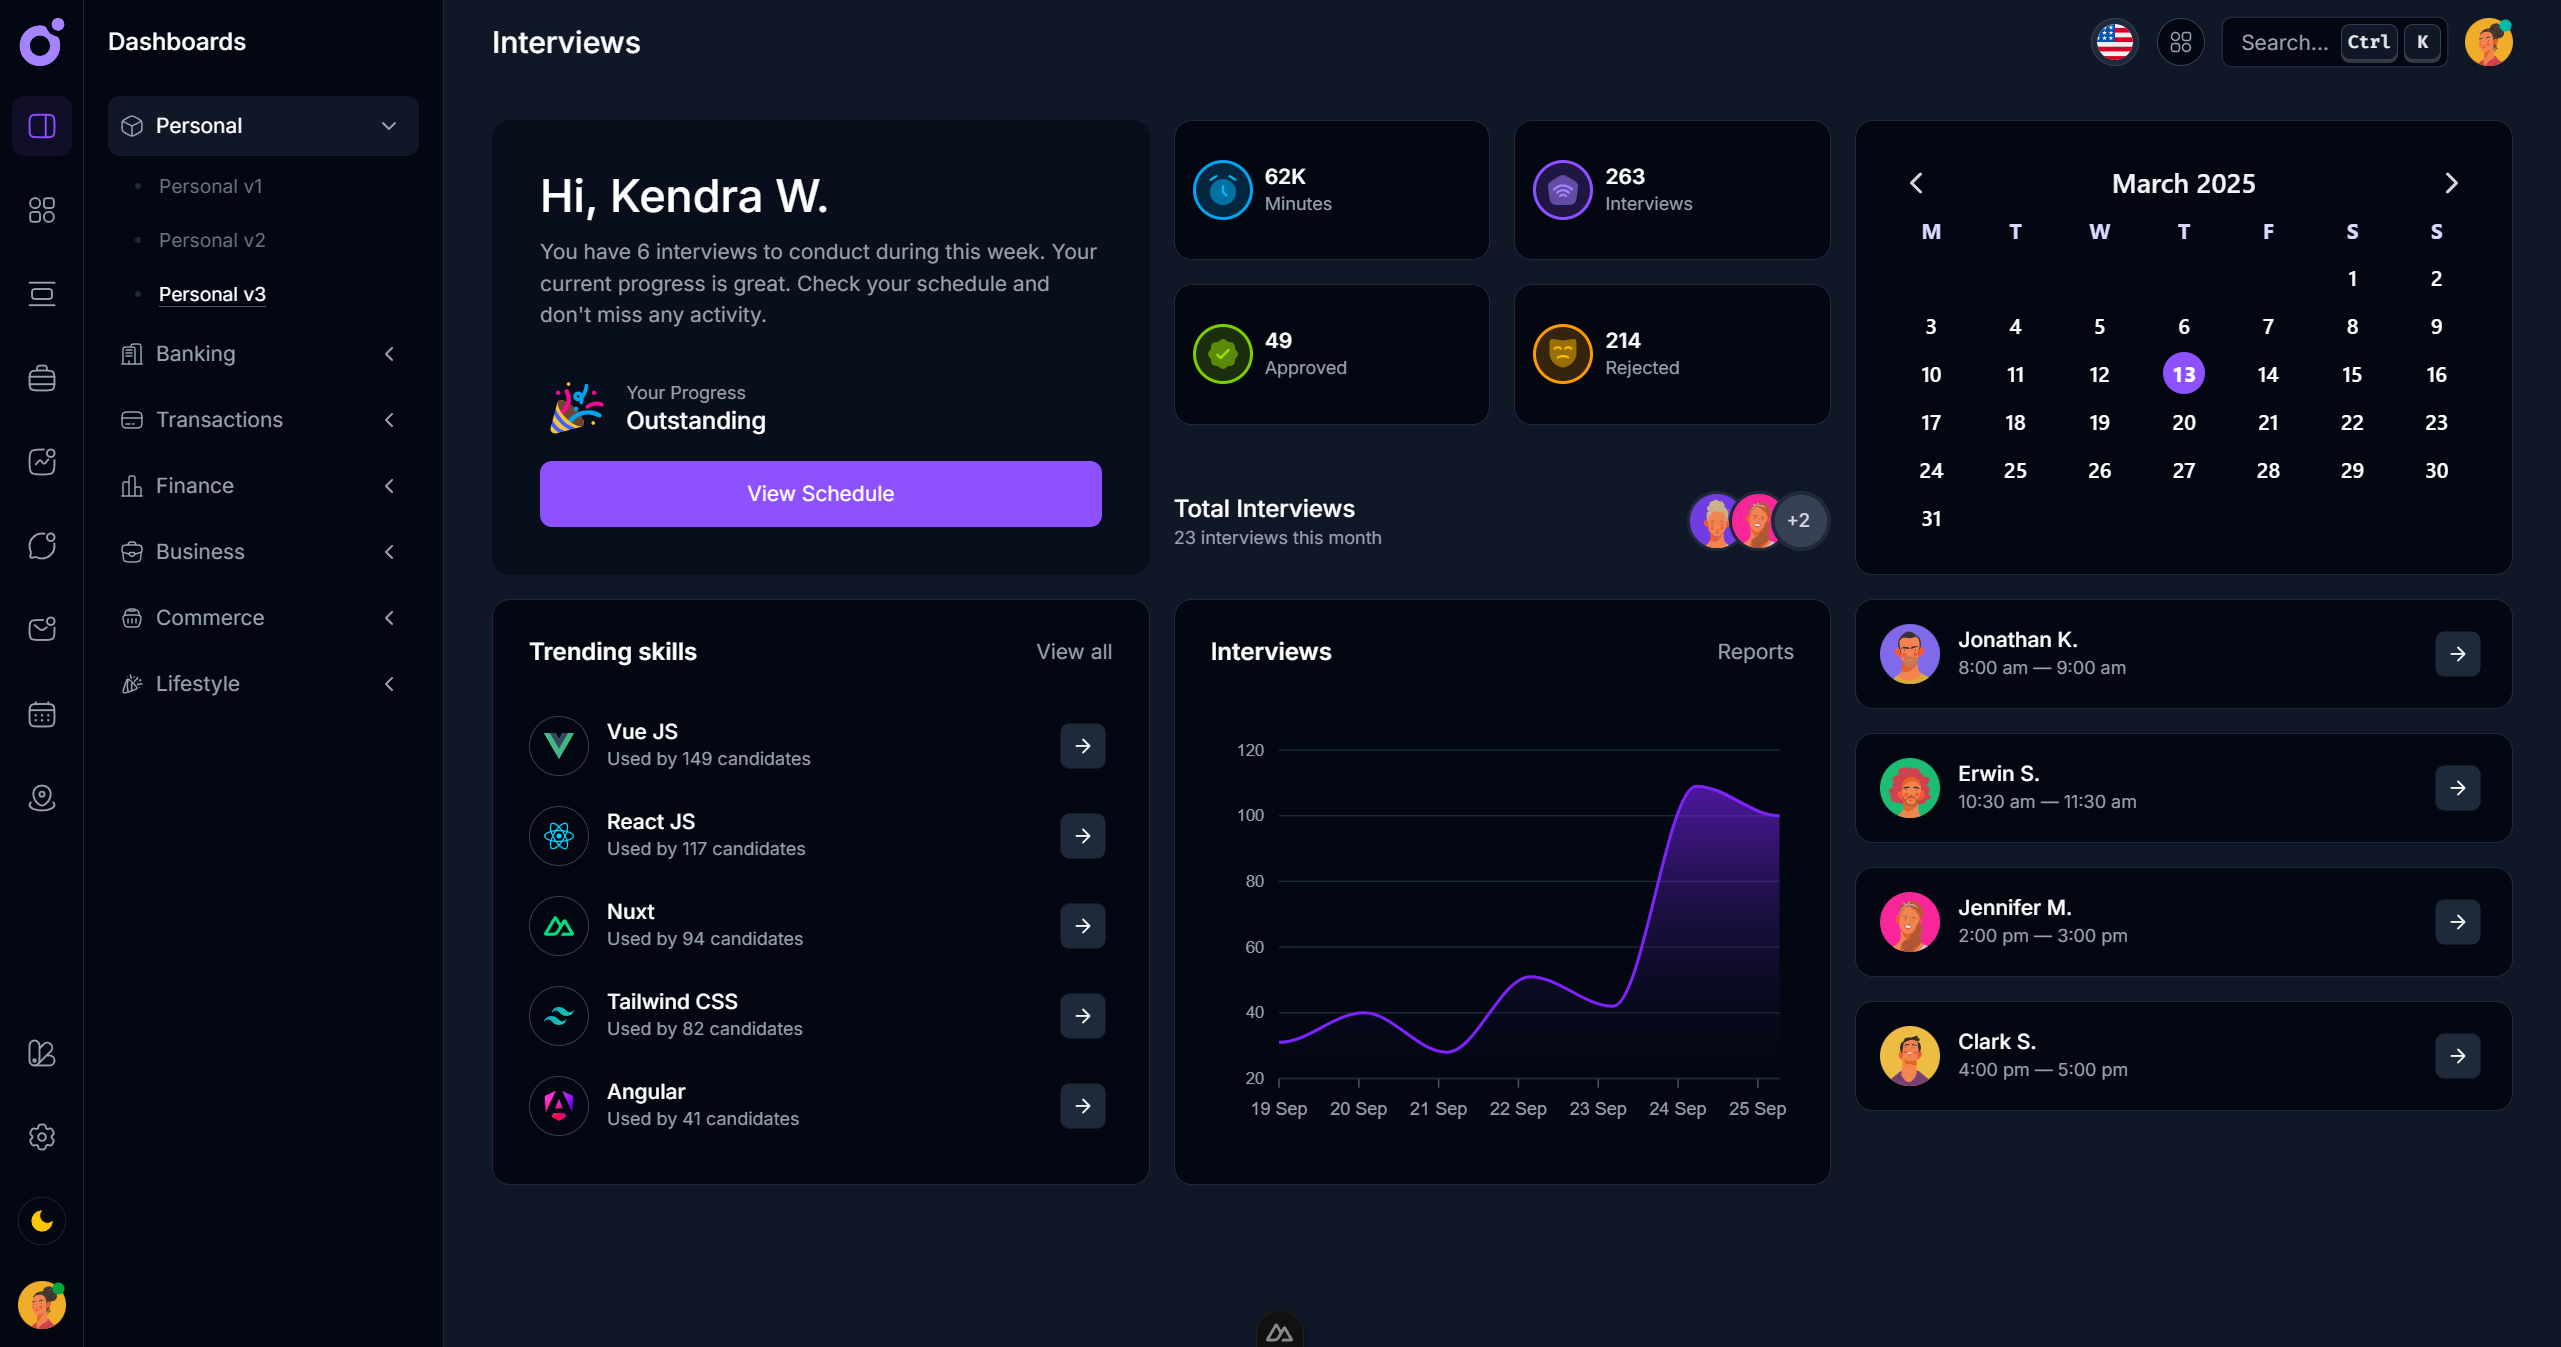 Dashboards
Personal
Personal v1
Personal v2
Personal v3
Banking
Transactions
Finance
Business
Commerce
Lifestyle
Interviews
Search...
Ctrl
K
Hi, Kendra W.
You have 6 interviews to conduct during this week. Your
current progress is great. Check your schedule and
don't miss any activity.
Your Progress
Outstanding
View Schedule
62K
Minutes
263
Interviews
49
Approved
214
Rejected
Total Interviews
23 interviews this month
+2
March 2025
M T W T F S S
1 2
3 4 5 6 7 8 9
10 11 12 13 14 15 16
17 18 19 20 21 22 23
24 25 26 27 28 29 30
31
Trending skills
View all
Vue JS
Used by 149 candidates
React JS
Used by 117 candidates
Nuxt
Used by 94 candidates
Tailwind CSS
Used by 82 candidates
Angular
Used by 41 candidates
Interviews
Reports
120
100
80
60
40
20
19 Sep 20 Sep 21 Sep 22 Sep 23 Sep 24 Sep 25 Sep
Jonathan K.
8:00 am — 9:00 am
Erwin S.
10:30 am — 11:30 am
Jennifer M.
2:00 pm — 3:00 pm
Clark S.
4:00 pm — 5:00 pm